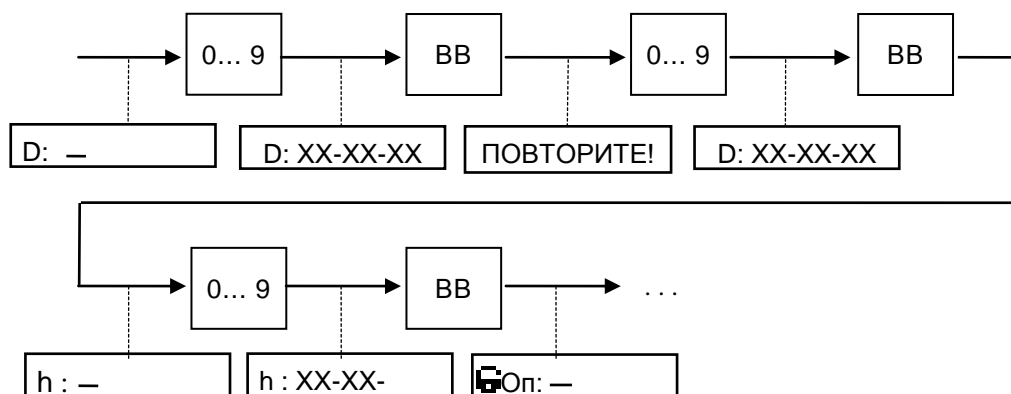 0... 9 ВВ 0... 9 ВВ
D: — D: XX-XX-XX ПОВТОРИТЕ! D: XX-XX-XX
0... 9 ВВ . . .
h : — h : XX-XX- Оп: —